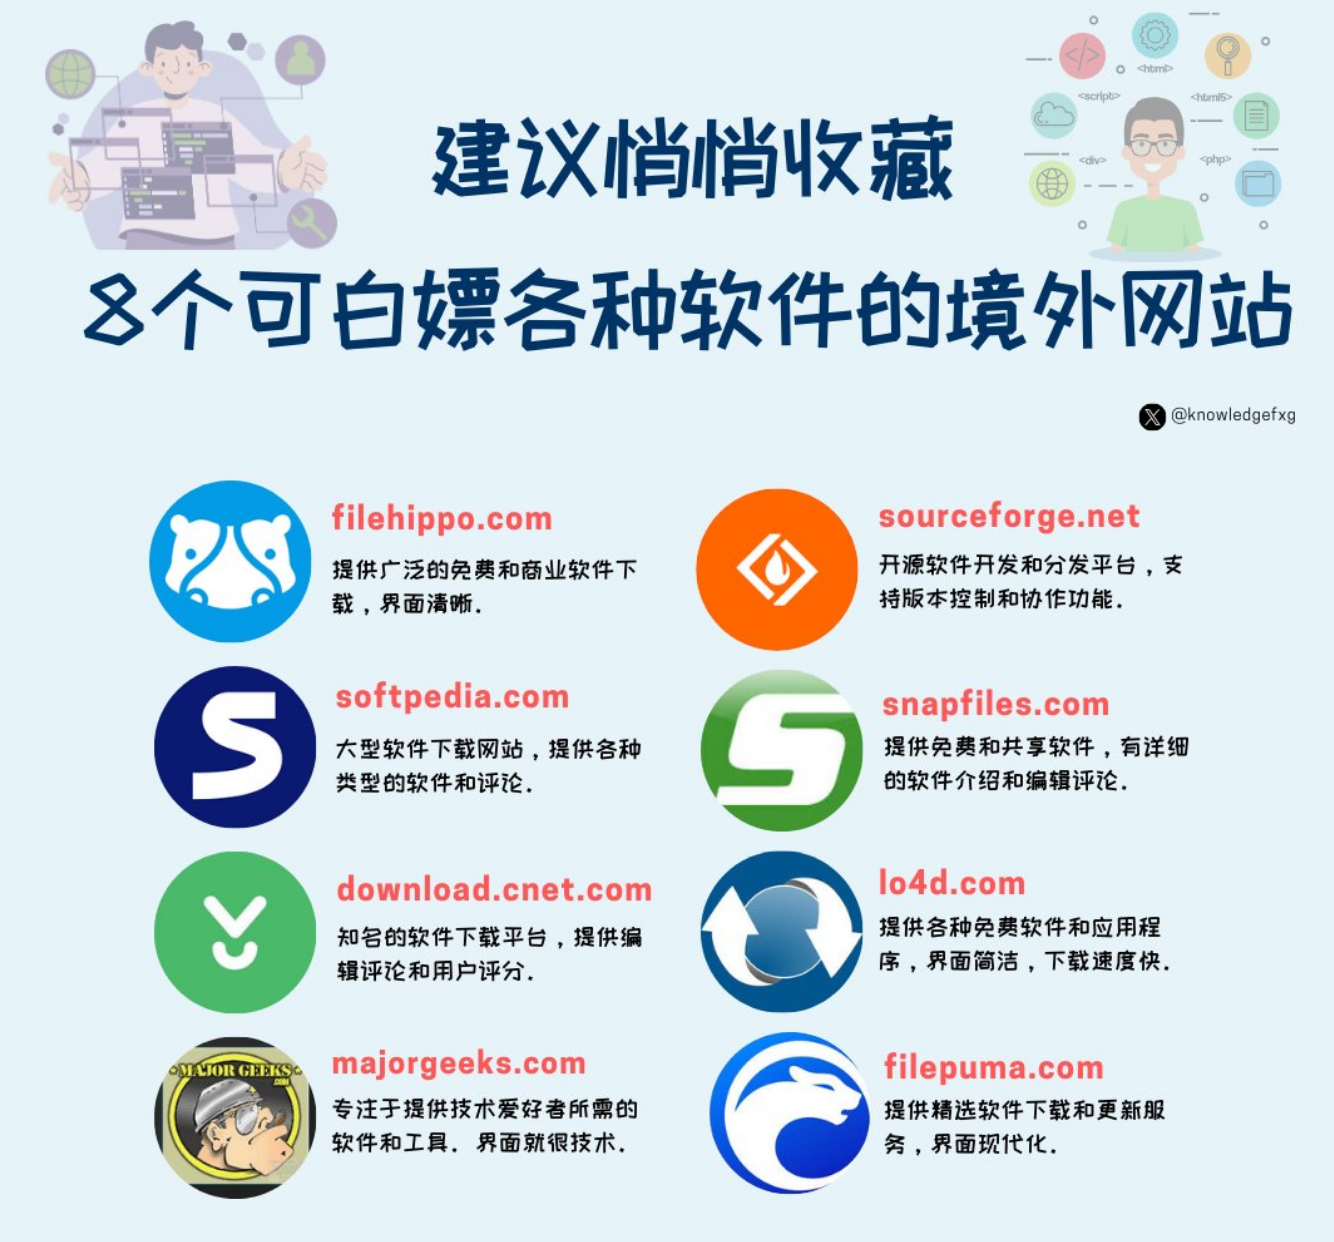 <html>
<script>
<html5>
<div>
<php>
</>
建议悄悄收藏
8个可白嫖各种软件的境外网站
X @knowledgefxg
filehippo.com
提供广泛的免费和商业软件下
载，界面清晰.
sourceforge.net
开源软件开发和分发平台，支
持版本控制和协作功能.
softpedia.com
大型软件下载网站，提供各种
类型的软件和评论.
snapfiles.com
提供免费和共享软件，有详细
的软件介绍和编辑评论.
download.cnet.com
知名的软件下载平台，提供编
辑评论和用户评分.
lo4d.com
提供各种免费软件和应用程
序，界面简洁，下载速度快.
MAJOR GEEKS
.COM
majorgeeks.com
专注于提供技术爱好者所需的
软件和工具. 界面就很技术.
filepuma.com
提供精选软件下载和更新服
务，界面现代化.